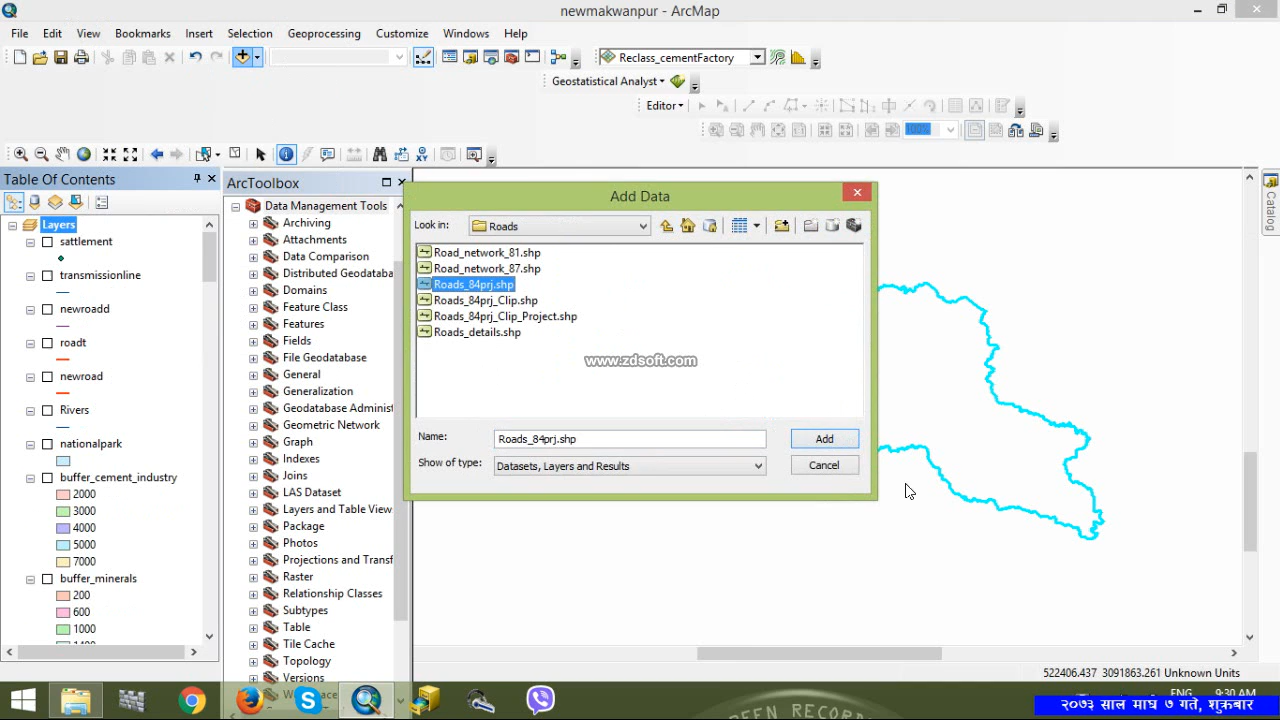 newmakwanpur - ArcMap
File Edit View Bookmarks Insert Selection Geoprocessing Customize Windows Help
Reclass_cementFactory
Geostatistical Analyst
Editor
100%
Table Of Contents
Layers
sattlement
transmissionline
newroadd
roadt
newroad
Rivers
nationalpark
buffer_cement_industry
2000
3000
4000
5000
7000
buffer_minerals
200
600
1000
ArcToolbox
Data Management Tools
Archiving
Attachments
Data Comparison
Distributed Geodataba
Domains
Feature Class
Features
Fields
File Geodatabase
General
Generalization
Geodatabase Administ
Geometric Network
Graph
Indexes
Joins
LAS Dataset
Layers and Table View
Package
Photos
Projections and Transf
Raster
Relationship Classes
Subtypes
Table
Tile Cache
Topology
Versions
Add Data
Look in: Roads
Road_network_81.shp
Road_network_87.shp
Roads_84prj.shp
Roads_84prj_Clip.shp
Roads_84prj_Clip_Project.shp
Roads_details.shp
www.zdsoft.com
Name: Roads_84prj.shp Add
Show of type: Datasets, Layers and Results Cancel
Catalog
522406.437 3091863.261 Unknown Units
ENG 9:30 AM
२०७३ साल माघ ७ गते, शुक्रबार